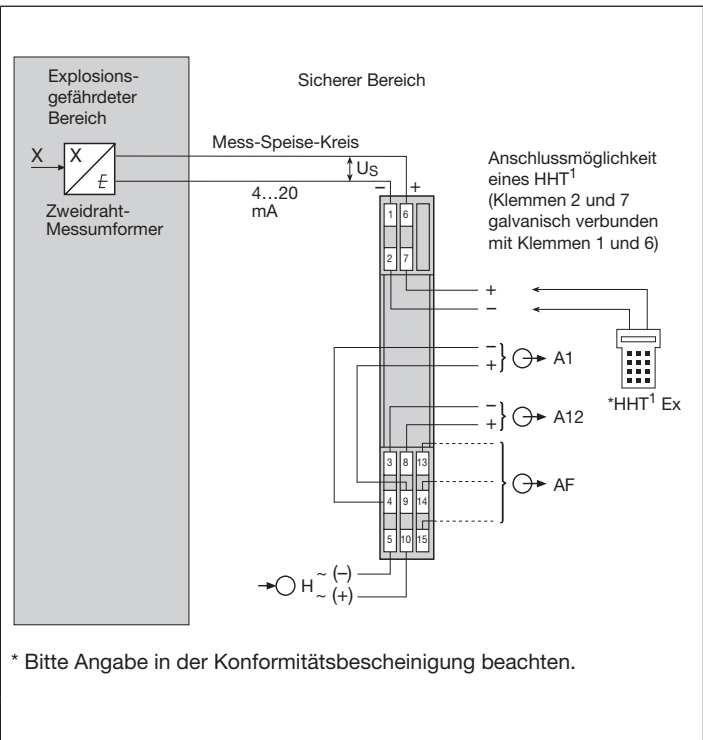 Explosions-
gefährdeter
Bereich
Sicherer Bereich
Mess-Speise-Kreis
X
X
E
US
− +
4…20
mA
Zweidraht-
Messumformer
Anschlussmöglichkeit
eines HHT1
(Klemmen 2 und 7
galvanisch verbunden
mit Klemmen 1 und 6)
1 6
2 7
+
−
−
+ } A1
*HHT1 Ex
−
+ } A12
3 8 13
4 9 14
} AF
5 10 15
H ~ (−)
~ (+)
* Bitte Angabe in der Konformitätsbescheinigung beachten.